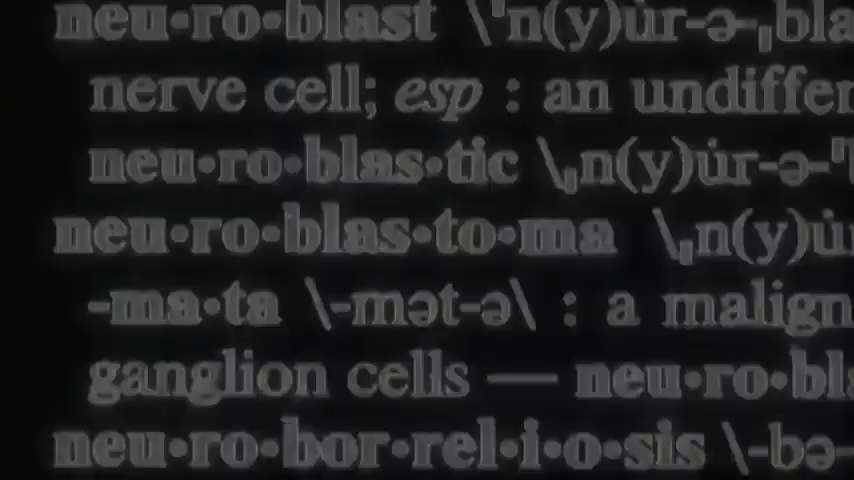 neu•ro•blast \ˈn(y)u̇r-ə-ˌbla
nerve cell; esp : an undiffer
neu•ro•blas•tic \ˌn(y)u̇r-ə-ˈ
neu•ro•blas•to•ma \ˌn(y)u̇
-ma•ta \-mət-ə\ : a malign
ganglion cells — neu•ro•bl
neu•ro•bor•rel•i•o•sis \-bə-